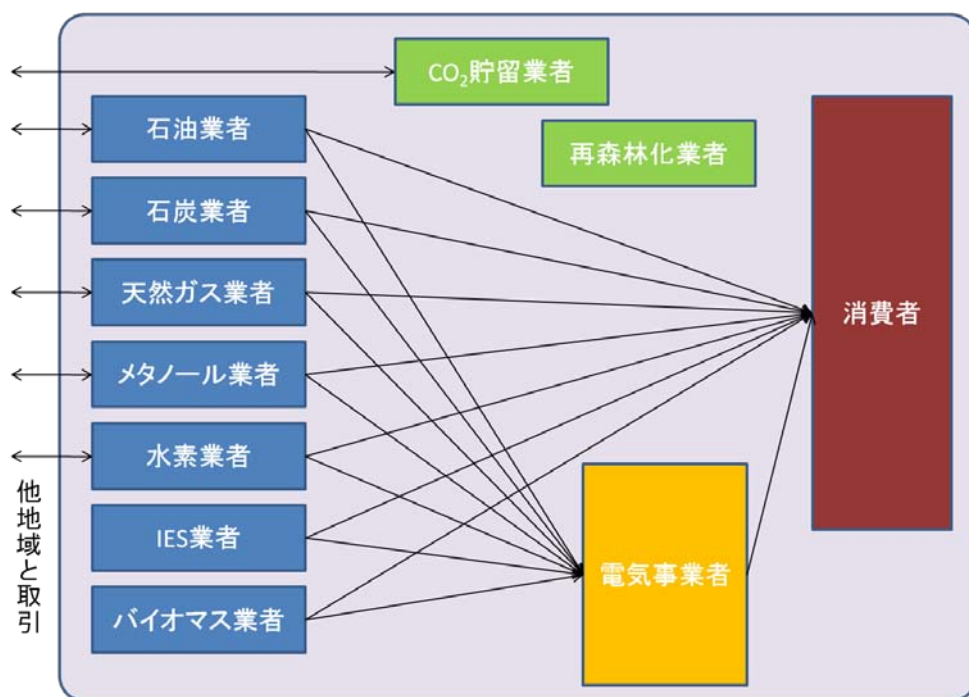 CO₂貯留業者
石油業者
再森林化業者
石炭業者
天然ガス業者
消費者
メタノール業者
水素業者
IES業者
電気事業者
バイオマス業者
他地域と取引